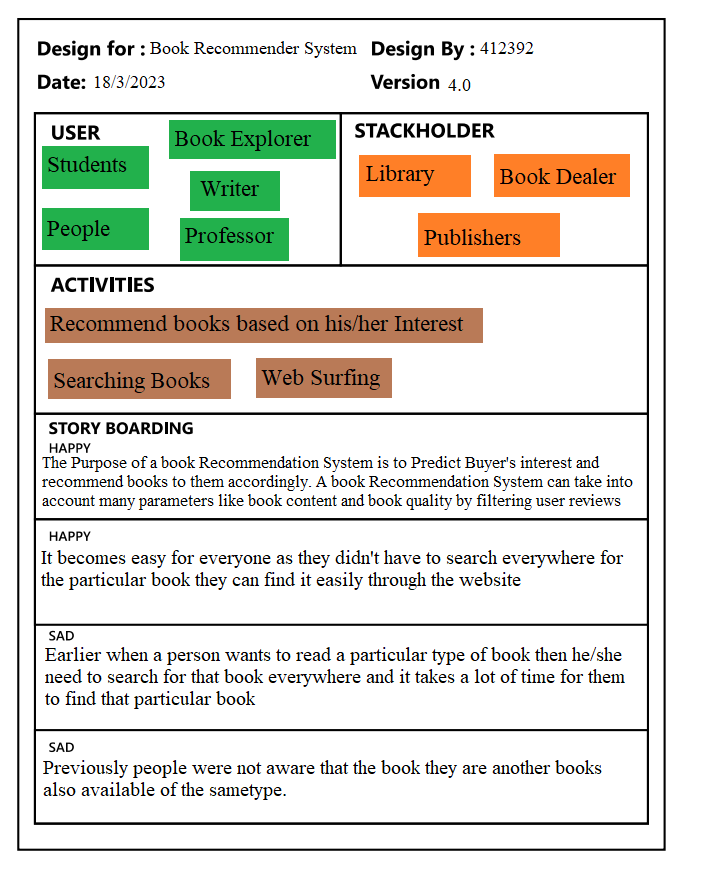 Design for : Book Recommender System Design By : 412392
Date: 18/3/2023 Version 4.0
USER
Students
Book Explorer
Writer
People
Professor
STACKHOLDER
Library
Book Dealer
Publishers
ACTIVITIES
Recommend books based on his/her Interest
Searching Books
Web Surfing
STORY BOARDING
HAPPY
The Purpose of a book Recommendation System is to Predict Buyer's interest and
recommend books to them accordingly. A book Recommendation System can take into
account many parameters like book content and book quality by filtering user reviews
HAPPY
It becomes easy for everyone as they didn't have to search everywhere for
the particular book they can find it easily through the website
SAD
Earlier when a person wants to read a particular type of book then he/she
need to search for that book everywhere and it takes a lot of time for them
to find that particular book
SAD
Previously people were not aware that the book they are another books
also available of the sametype.